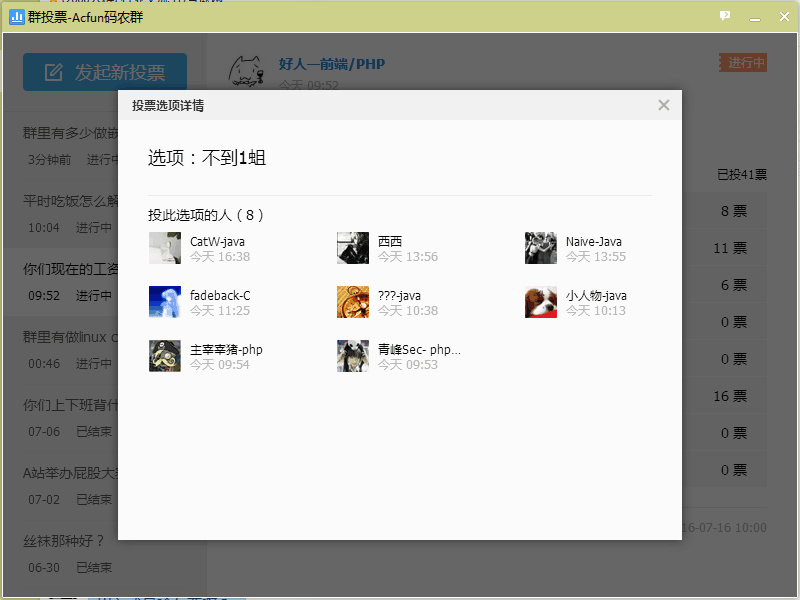 群投票-Acfun码农群
发起新投票
好人—前端/PHP
今天 09:52
进行中
群里有多少做嵌
3分钟前 进行中
平时吃饭怎么解
10:04 进行中
你们现在的工资
09:52 进行中
群里有做linux c
00:46 进行中
你们上下班背什
07-06 已结束
A站举办屁股大
07-02 已结束
丝袜那种好？
06-30 已结束
投票选项详情
选项：不到1蛆
投此选项的人（8）
CatW-java
今天 16:38
西西
今天 13:56
Naive-Java
今天 13:55
fadeback-C
今天 11:25
???-java
今天 10:38
小人物-java
今天 10:13
主宰宰猪-php
今天 09:54
青峰Sec- php...
今天 09:53
已投41票
8 票
11 票
6 票
0 票
0 票
16 票
0 票
0 票
16-07-16 10:00